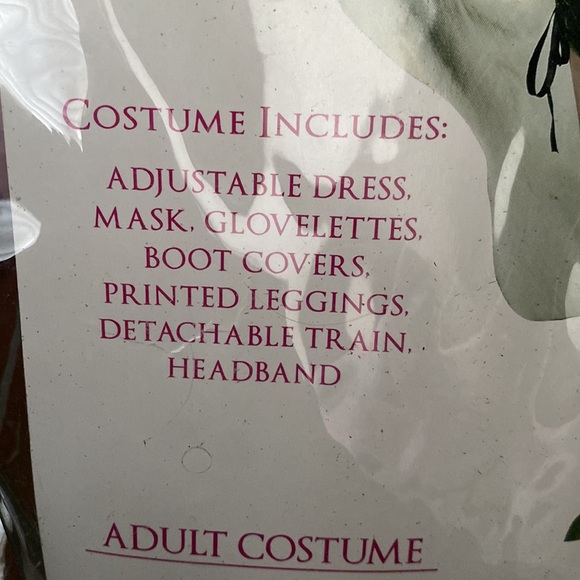 COSTUME INCLUDES:
ADJUSTABLE DRESS,
MASK, GLOVELETTES,
BOOT COVERS,
PRINTED LEGGINGS,
DETACHABLE TRAIN,
HEADBAND
ADULT COSTUME